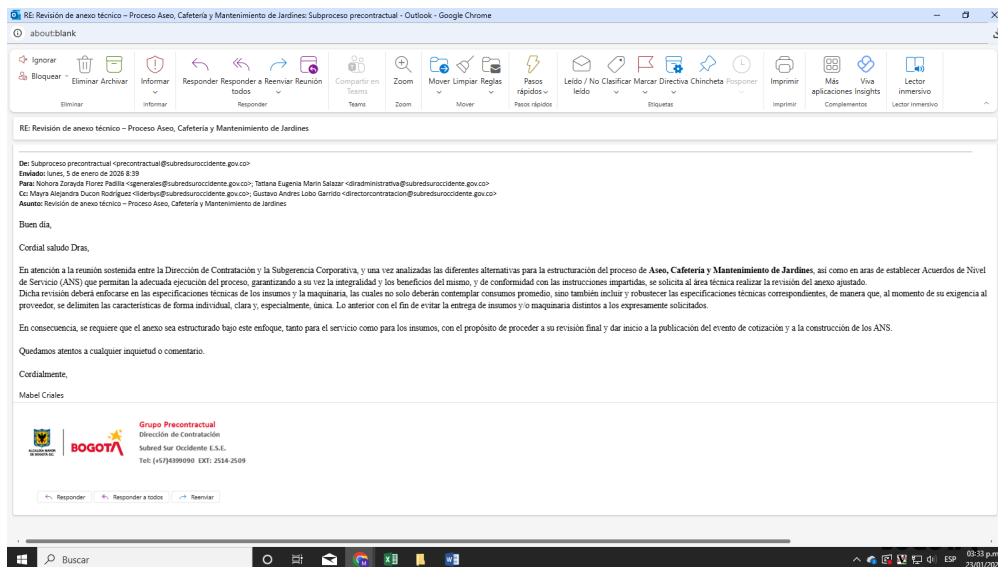 RE: Revisión de anexo técnico – Proceso Aseo, Cafetería y Mantenimiento de Jardines: Subproceso precontractual - Outlook - Google Chrome
about:blank
Ignorar
Bloquear
Eliminar Archivar
Informar
Responder Responder a todos Reenviar Reunión
Compartir en Teams
Zoom
Mover Limpiar Reglas
Pasos rápidos
Leído / No leído Clasificar Marcar Directiva Chincheta Posponer
Imprimir
Más aplicaciones Viva Insights
Lector inmersivo
Eliminar Informar Responder Teams Zoom Mover Pasos rápidos Etiquetas Imprimir Complementos Lector inmersivo
RE: Revisión de anexo técnico – Proceso Aseo, Cafetería y Mantenimiento de Jardines
De: Subproceso precontractual <precontractual@subredsuroccidente.gov.co>
Enviado: lunes, 5 de enero de 2026 8:39
Para: Nohora Zorayda Florez Padilla <sgenerales@subredsuroccidente.gov.co>; Tatiana Eugenia Marin Salazar <diradministrativa@subredsuroccidente.gov.co>
Cc: Mayra Alejandra Ducon Rodríguez <liderbys@subredsuroccidente.gov.co>; Gustavo Andres Lobo Garrido <directorcontratacion@subredsuroccidente.gov.co>
Asunto: Revisión de anexo técnico – Proceso Aseo, Cafetería y Mantenimiento de Jardines
Buen día,
Cordial saludo Dras,
En atención a la reunión sostenida entre la Dirección de Contratación y la Subgerencia Corporativa, y una vez analizadas las diferentes alternativas para la estructuración del proceso de Aseo, Cafetería y Mantenimiento de Jardines, así como en aras de establecer Acuerdos de Nivel
de Servicio (ANS) que permitan la adecuada ejecución del proceso, garantizando a su vez la integralidad y los beneficios del mismo, y de conformidad con las instrucciones impartidas, se solicita al área técnica realizar la revisión del anexo ajustado.
Dicha revisión deberá enfocarse en las especificaciones técnicas de los insumos y la maquinaria, las cuales no solo deberán contemplar consumos promedio, sino también incluir y robustecer las especificaciones técnicas correspondientes, de manera que, al momento de su exigencia al
proveedor, se delimiten las características de forma individual, clara y, especialmente, única. Lo anterior con el fin de evitar la entrega de insumos y/o maquinaria distintos a los expresamente solicitados.
En consecuencia, se requiere que el anexo sea estructurado bajo este enfoque, tanto para el servicio como para los insumos, con el propósito de proceder a su revisión final y dar inicio a la publicación del evento de cotización y a la construcción de los ANS.
Quedamos atentos a cualquier inquietud o comentario.
Cordialmente,
Mabel Criales
ALCALDÍA MAYOR
DE BOGOTÁ D.C.
BOGOTÁ
Grupo Precontractual
Dirección de Contratación
Subred Sur Occidente E.S.E.
Tel: (+57)4399090 EXT: 2514-2509
Responder Responder a todos Reenviar
Buscar
ESP
03:33 p.m.